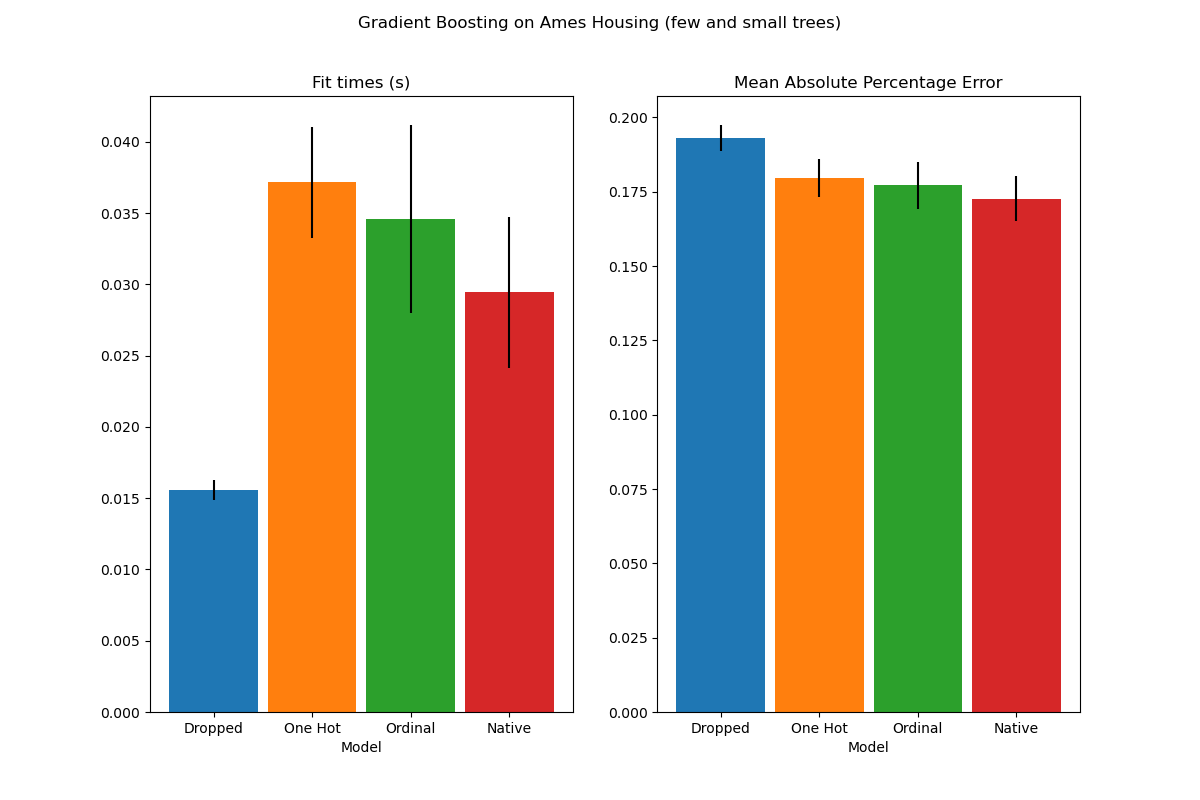 Gradient Boosting on Ames Housing (few and small trees)
Fit times (s)
0.040
0.035
0.030
0.025
0.020
0.015
0.010
0.005
0.000
Dropped One Hot Ordinal Native
Model
Mean Absolute Percentage Error
0.200
0.175
0.150
0.125
0.100
0.075
0.050
0.025
0.000
Dropped One Hot Ordinal Native
Model